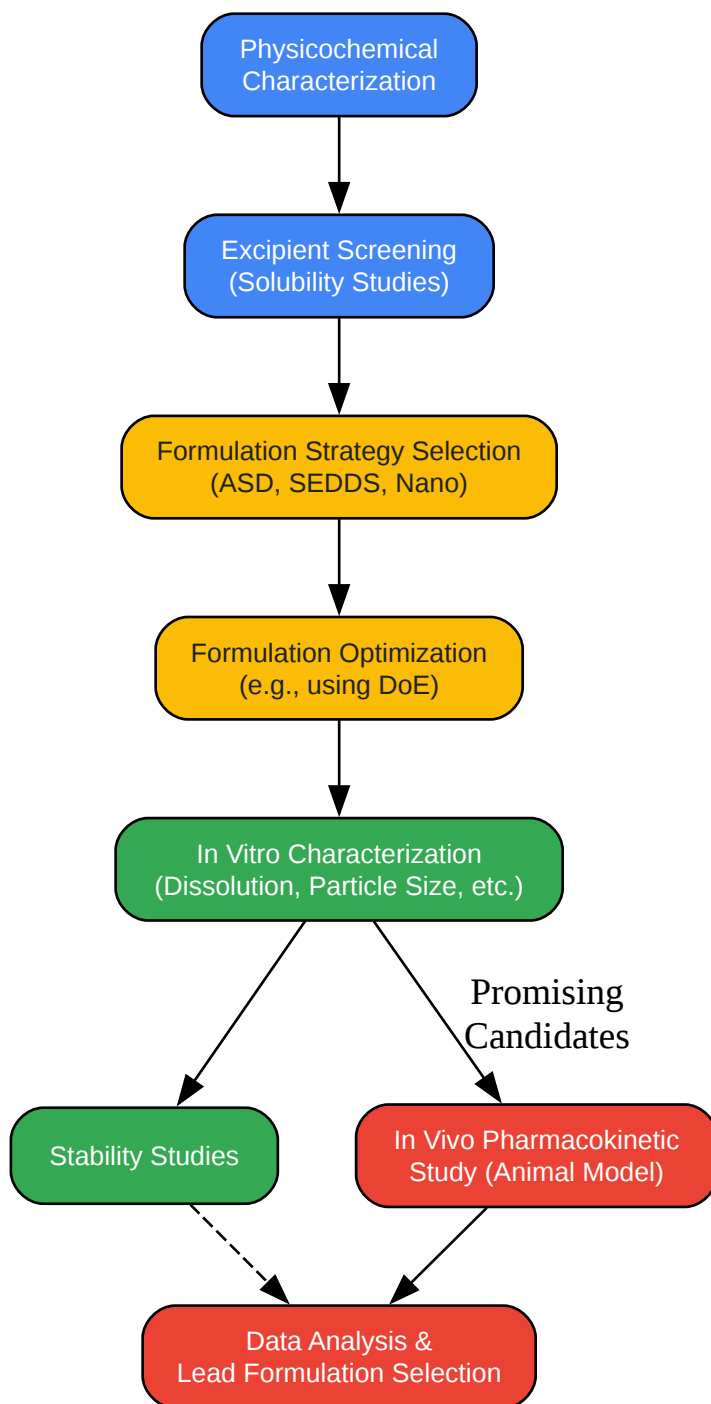 Physicochemical
Characterization
Excipient Screening
(Solubility Studies)
Formulation Strategy Selection
(ASD, SEDDS, Nano)
Formulation Optimization
(e.g., using DoE)
In Vitro Characterization
(Dissolution, Particle Size, etc.)
Promising
Candidates
Stability Studies
In Vivo Pharmacokinetic
Study (Animal Model)
Data Analysis &
Lead Formulation Selection